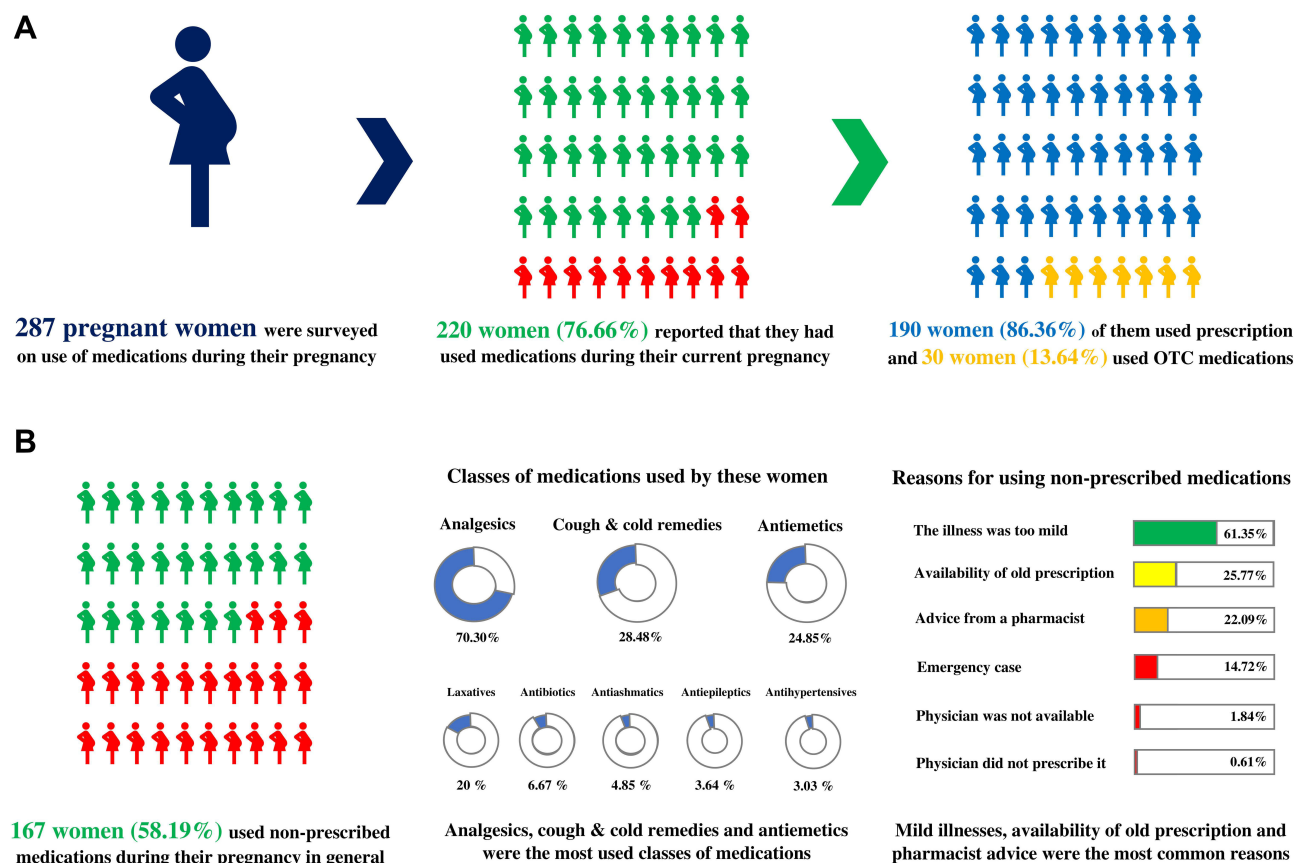 A
287 pregnant women were surveyed
on use of medications during their pregnancy
220 women (76.66%) reported that they had
used medications during their current pregnancy
190 women (86.36%) of them used prescription
and 30 women (13.64%) used OTC medications
B
167 women (58.19%) used non-prescribed
medications during their pregnancy in general
Classes of medications used by these women
Analgesics
Cough & cold remedies
Antiemetics
70.30%
28.48%
24.85%
Laxatives
Antibiotics
Antiashmatics
Antiepileptics
Antihypertensives
20 %
6.67 %
4.85 %
3.64 %
3.03 %
Analgesics, cough & cold remedies and antiemetics
were the most used classes of medications
Reasons for using non-prescribed medications
The illness was too mild
61.35%
Availability of old prescription
25.77%
Advice from a pharmacist
22.09%
Emergency case
14.72%
Physician was not available
1.84%
Physician did not prescribe it
0.61%
Mild illnesses, availability of old prescription and
pharmacist advice were the most common reasons